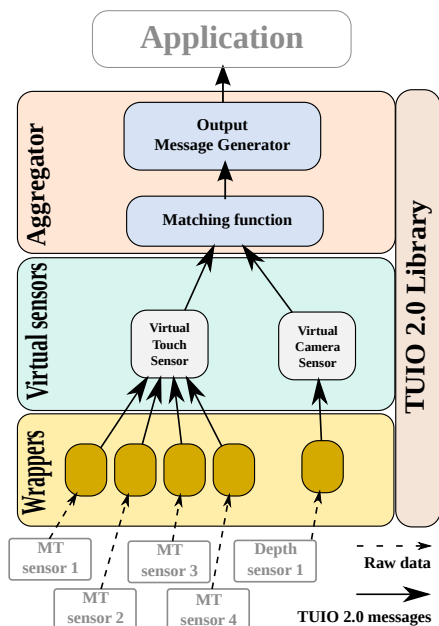 Application
Aggregator
Output
Message Generator
Matching function
Virtual sensors
Virtual
Touch
Sensor
Virtual
Camera
Sensor
TUIO 2.0 Library
Wrappers
MT
sensor 1
MT
sensor 2
MT
sensor 3
MT
sensor 4
Depth
sensor 1
Raw data
TUIO 2.0 messages